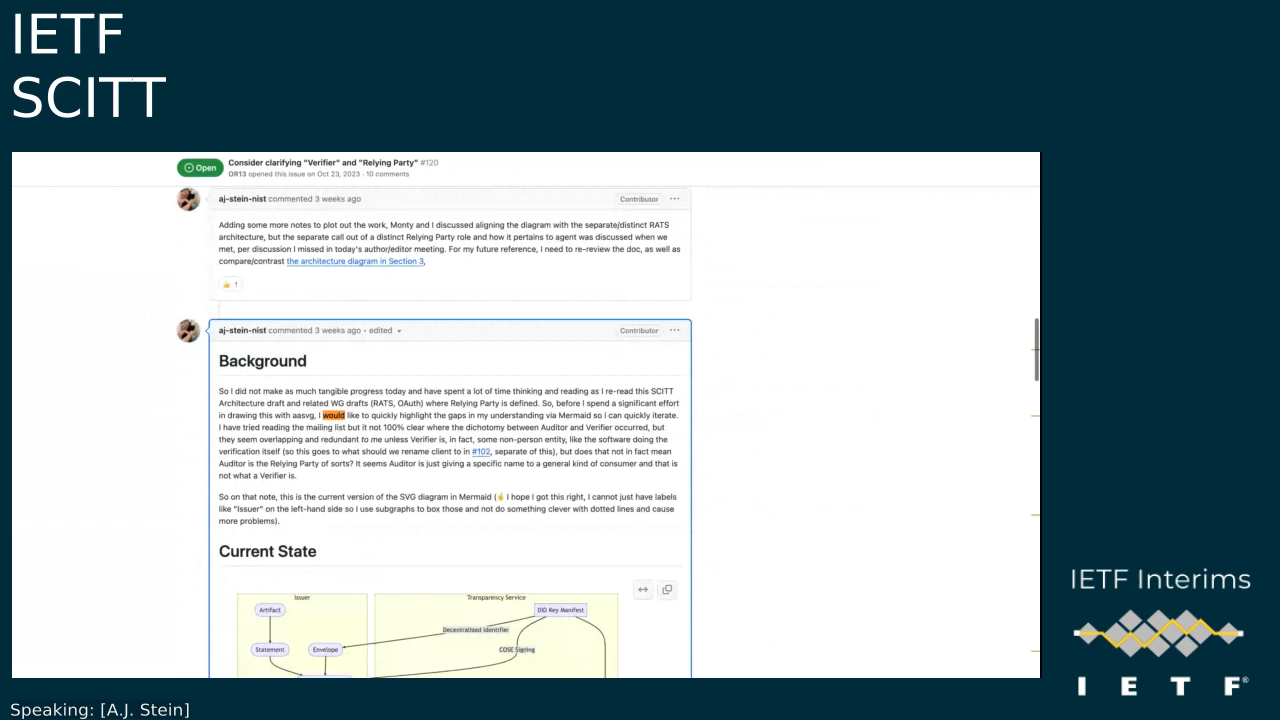 IETF
SCITT
Open
Consider clarifying "Verifier" and "Relying Party" #120
OR13 opened this issue on Oct 23, 2023 · 10 comments
aj-stein-nist commented 3 weeks ago
Contributor
Adding some more notes to plot out the work, Monty and I discussed aligning the diagram with the separate/distinct RATS
architecture, but the separate call out of a distinct Relying Party role and how it pertains to agent was discussed when we
met, per discussion I missed in today's author/editor meeting. For my future reference, I need to re-review the doc, as well as
compare/contrast the architecture diagram in Section 3,
👍 1
aj-stein-nist commented 3 weeks ago · edited
Contributor
Background
So I did not make as much tangible progress today and have spent a lot of time thinking and reading as I re-read this SCITT
Architecture draft and related WG drafts (RATS, OAuth) where Relying Party is defined. So, before I spend a significant effort
in drawing this with aasvg, I would like to quickly highlight the gaps in my understanding via Mermaid so I can quickly iterate.
I have tried reading the mailing list but it not 100% clear where the dichotomy between Auditor and Verifier occurred, but
they seem overlapping and redundant to me unless Verifier is, in fact, some non-person entity, like the software doing the
verification itself (so this goes to what should we rename client to in #102, separate of this), but does that not in fact mean
Auditor is the Relying Party of sorts? It seems Auditor is just giving a specific name to a general kind of consumer and that is
not what a Verifier is.
So on that note, this is the current version of the SVG diagram in Mermaid (🤞 I hope I got this right, I cannot just have labels
like "Issuer" on the left-hand side so I use subgraphs to box those and not do something clever with dotted lines and cause
more problems).
Current State
Issuer
Transparency Service
Artifact
DID Key Manifest
Decentralized Identifier
Statement
Envelope
COSE Signing
IETF Interims
I E T F®
Speaking: [A.J. Stein]